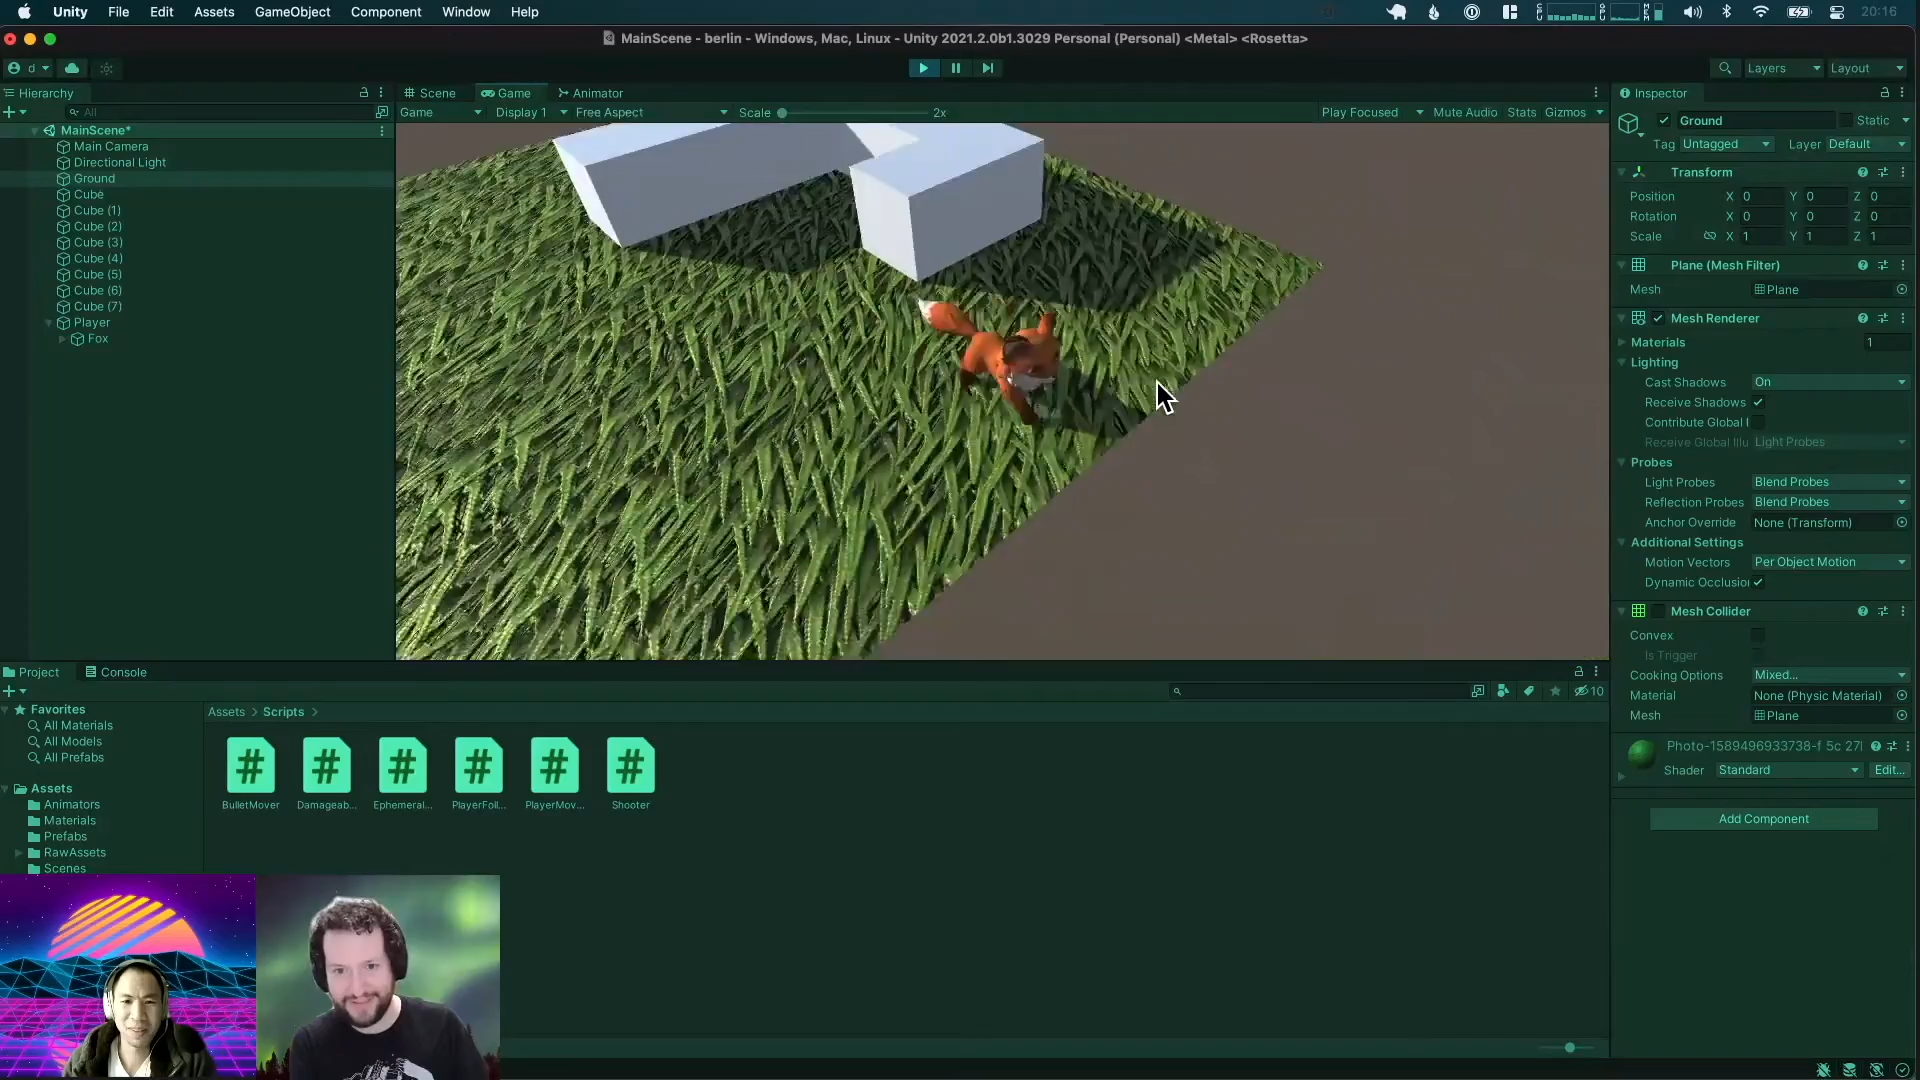 Unity File Edit Assets GameObject Component Window Help 20:16
MainScene - berlin - Windows, Mac, Linux - Unity 2021.2.0b1.3029 Personal (Personal) <Metal> <Rosetta>
d Layers Layout
Hierarchy Scene Game Animator Inspector
All Game Display 1 Free Aspect Scale 2x Play Focused Mute Audio Stats Gizmos
MainScene*
Main Camera
Directional Light
Ground
Cube
Cube (1)
Cube (2)
Cube (3)
Cube (4)
Cube (5)
Cube (6)
Cube (7)
Player
Fox
Ground Static
Tag Untagged Layer Default
Transform
Position X 0 Y 0 Z 0
Rotation X 0 Y 0 Z 0
Scale X 1 Y 1 Z 1
Plane (Mesh Filter)
Mesh Plane
Mesh Renderer
Materials 1
Lighting
Cast Shadows On
Receive Shadows
Contribute Global I
Receive Global Illu Light Probes
Probes
Light Probes Blend Probes
Reflection Probes Blend Probes
Anchor Override None (Transform)
Additional Settings
Motion Vectors Per Object Motion
Dynamic Occlusion
Mesh Collider
Convex
Is Trigger
Cooking Options Mixed...
Material None (Physic Material)
Mesh Plane
Photo-1589496933738-f 5c 27
Shader Standard Edit...
Add Component
Project Console
10
Favorites
All Materials
All Models
All Prefabs
Assets
Animators
Materials
Prefabs
RawAssets
Scenes
Assets > Scripts >
BulletMover Damageab... Ephemeral... PlayerFoll... PlayerMov... Shooter